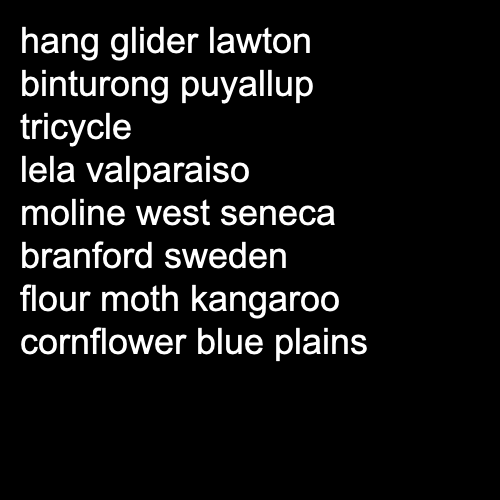 hang glider lawton
binturong puyallup
tricycle
lela valparaiso
moline west seneca
branford sweden
flour moth kangaroo
cornflower blue plains